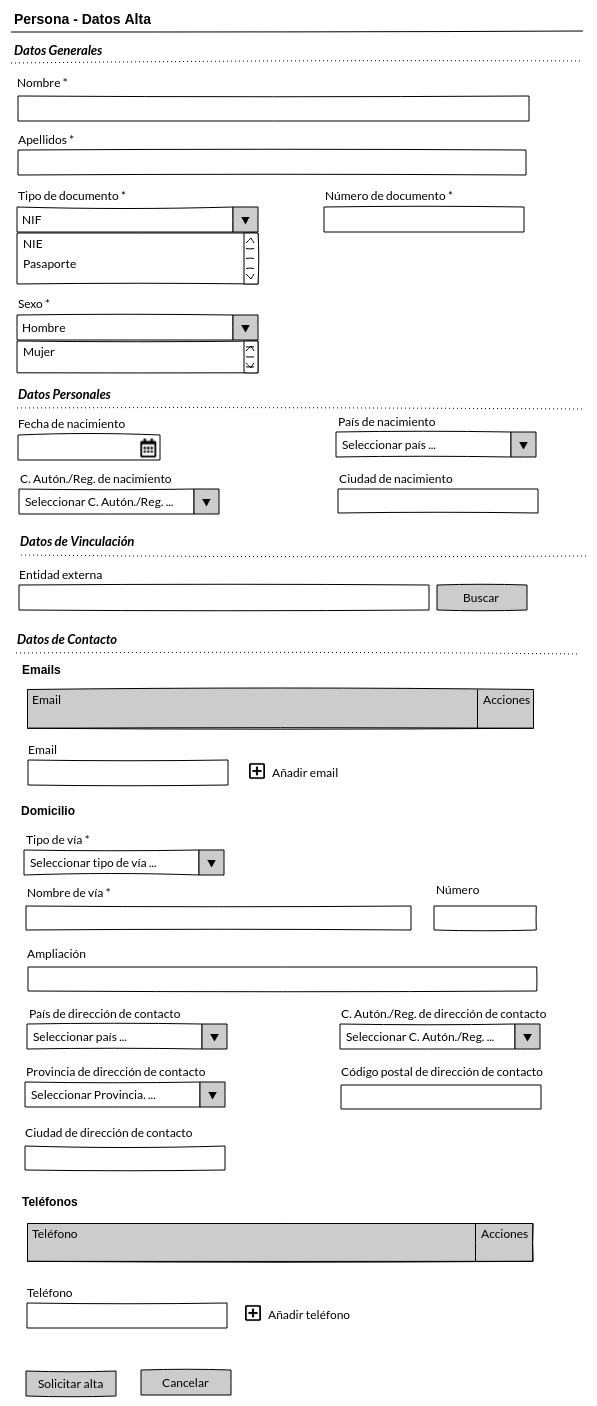 Persona - Datos Alta
Datos Generales
Nombre *
Apellidos *
Tipo de documento * Número de documento *
NIF
NIE
Pasaporte
Sexo *
Hombre
Mujer
Datos Personales
Fecha de nacimiento País de nacimiento
Seleccionar país ...
C. Autón./Reg. de nacimiento Ciudad de nacimiento
Seleccionar C. Autón./Reg. ...
Datos de Vinculación
Entidad externa
Buscar
Datos de Contacto
Emails
Email Acciones
Email
Añadir email
Domicilio
Tipo de vía *
Seleccionar tipo de vía ...
Nombre de vía * Número
Ampliación
País de dirección de contacto C. Autón./Reg. de dirección de contacto
Seleccionar país ... Seleccionar C. Autón./Reg. ...
Provincia de dirección de contacto Código postal de dirección de contacto
Seleccionar Provincia. ...
Ciudad de dirección de contacto
Teléfonos
Teléfono Acciones
Teléfono
Añadir teléfono
Solicitar alta Cancelar